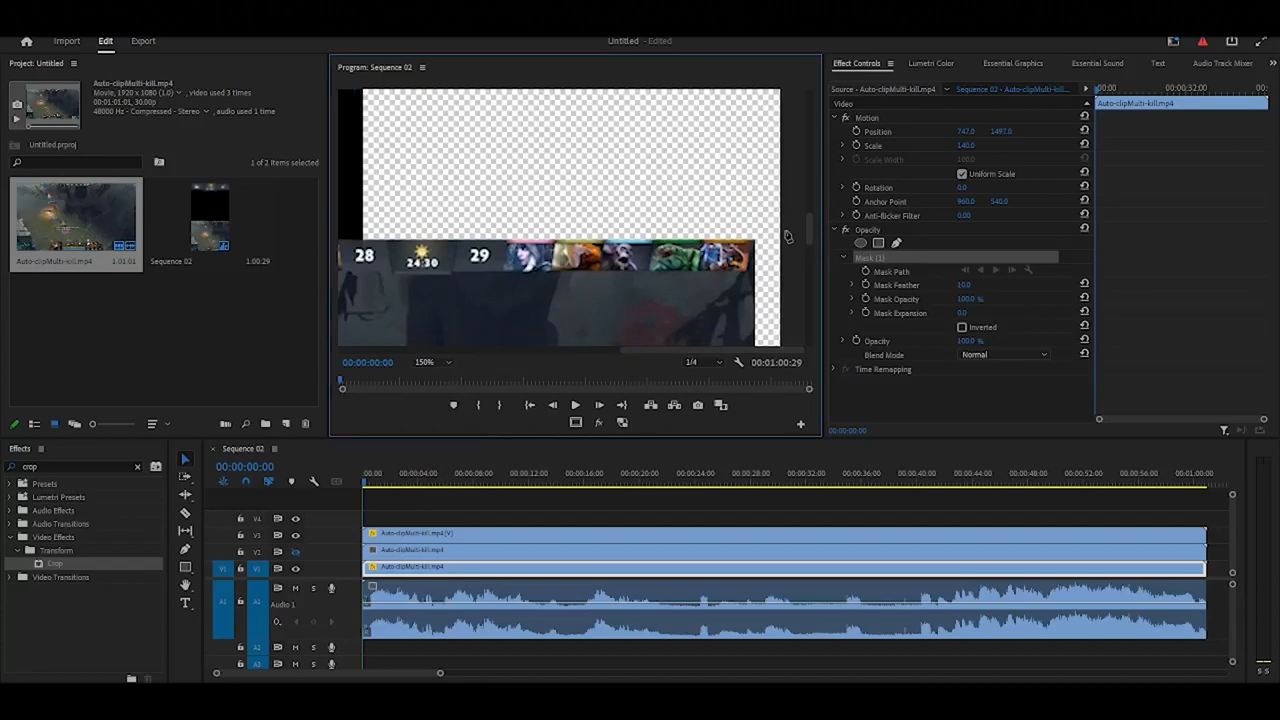 Import Edit Export
Untitled - Edited
Project: Untitled
Auto-clipMulti-kill.mp4
Movie, 1920 x 1080 (1.0) , video used 3 times
00:01:01:01, 30.00p
48000 Hz - Compressed - Stereo , audio used 1 time
Untitled.prproj
1 of 2 Items selected
Auto-clipMulti-kill.mp4 1:01:01
Sequence 02 1:00:29
Program: Sequence 02
28
24:30
29
00:00:00:00
150%
1/4
00:01:00:29
Effect Controls Lumetri Color Essential Graphics Essential Sound Text Audio Track Mixer
Source - Auto-clipMulti-kill.mp4 Sequence 02 - Auto-clipMulti-kill....
:00:00 00:00:32:00 00:
Video
Auto-clipMulti-kill.mp4
fx Motion
Position 747.0 1497.0
Scale 140.0
Scale Width 100.0
Uniform Scale
Rotation 0.0
Anchor Point 960.0 540.0
Anti-flicker Filter 0.00
fx Opacity
Mask (1)
Mask Path
Mask Feather 10.0
Mask Opacity 100.0 %
Mask Expansion 0.0
Inverted
Opacity 100.0 %
Blend Mode Normal
fx Time Remapping
00:00:00:00
Effects
crop
Presets
Lumetri Presets
Audio Effects
Audio Transitions
Video Effects
Transform
Crop
Video Transitions
Sequence 02
00:00:00:00
:00:00 00:00:04:00 00:00:08:00 00:00:12:00 00:00:16:00 00:00:20:00 00:00:24:00 00:00:28:00 00:00:32:00 00:00:36:00 00:00:40:00 00:00:44:00 00:00:48:00 00:00:52:00 00:00:56:00 00:01:00:00
V4
V3 Auto-clipMulti-kill.mp4 [V]
V2 Auto-clipMulti-kill.mp4
V1 V1 Auto-clipMulti-kill.mp4
A1 A1 M S
Audio 1
A2 M S
A3 M S
S S